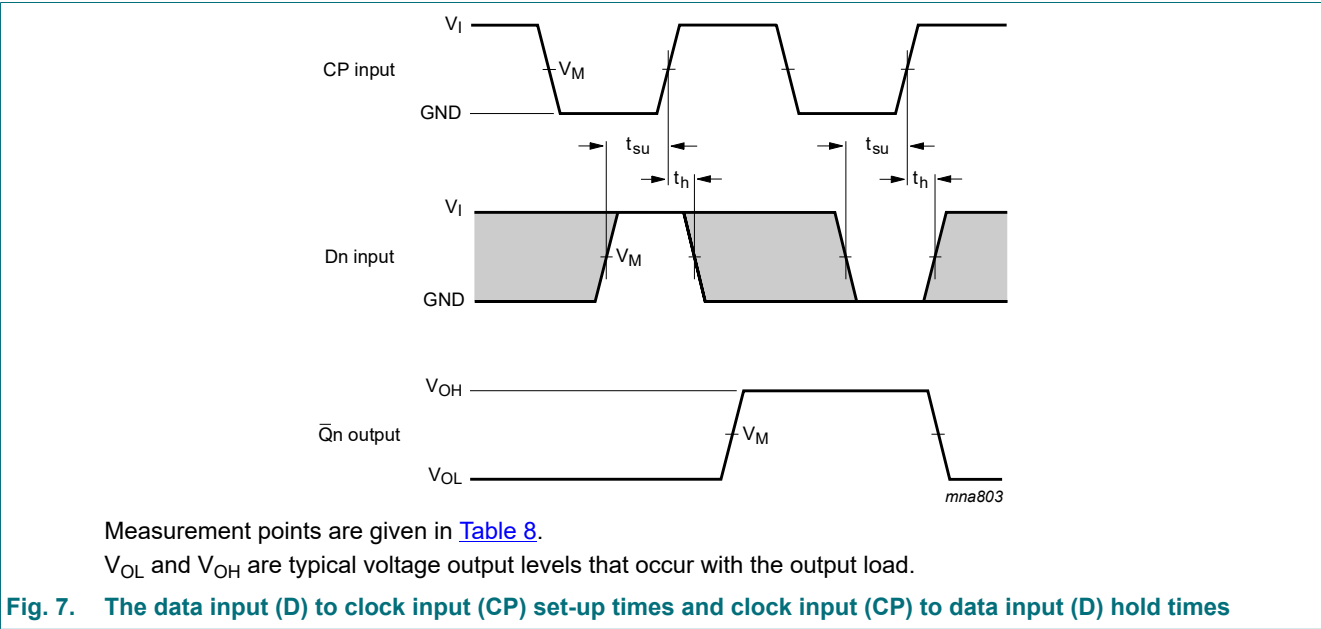 VI
CP input
VM
GND
tsu
tsu
th
th
VI
Dn input
VM
GND
VOH
Q̅n output
VM
VOL
mna803
Measurement points are given in Table 8.
VOL and VOH are typical voltage output levels that occur with the output load.
Fig. 7. The data input (D) to clock input (CP) set-up times and clock input (CP) to data input (D) hold times